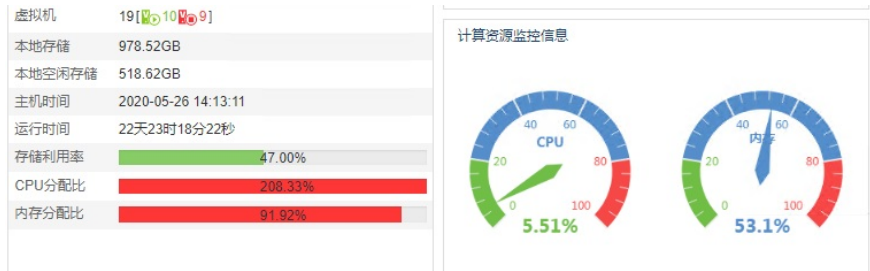 虚拟机 19[10 9]
本地存储 978.52GB
本地空闲存储 518.62GB
主机时间 2020-05-26 14:13:11
运行时间 22天23时18分22秒
存储利用率 47.00%
CPU分配比 208.33%
内存分配比 91.92%
计算资源监控信息
40 60
CPU
20 80
0 100
5.51%
40 60
内存
20 80
0 100
53.1%